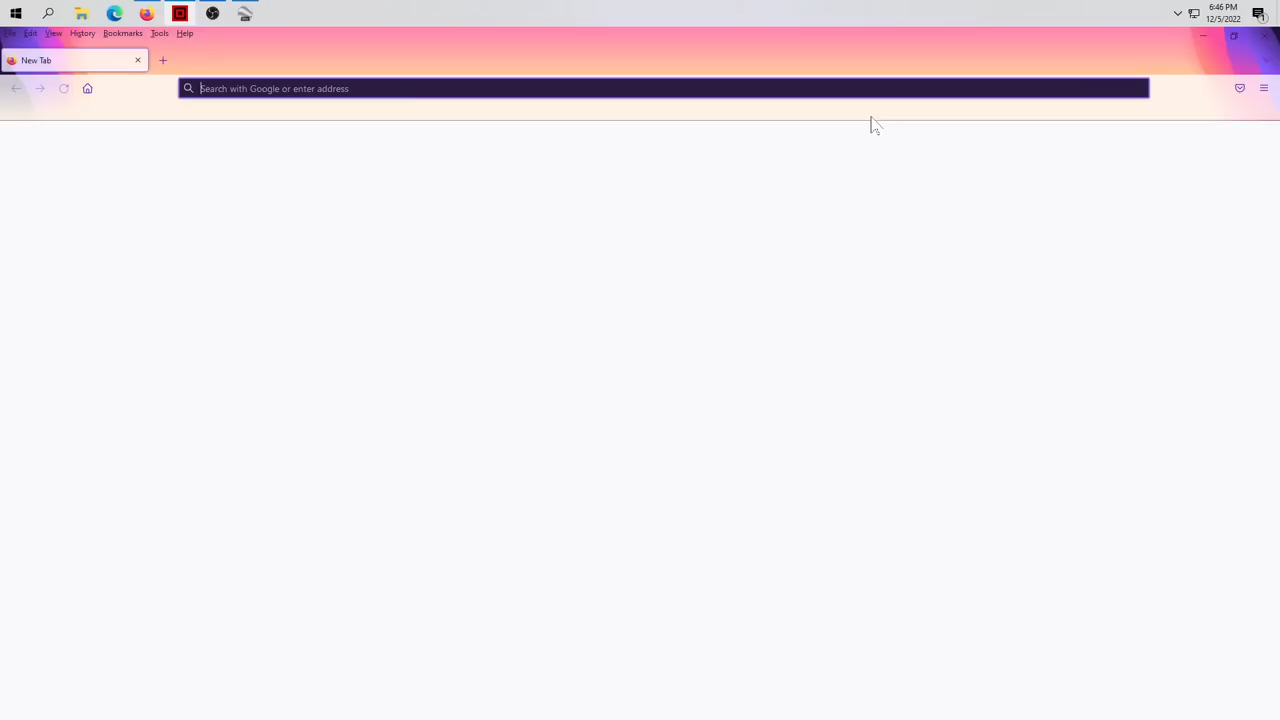 6:46 PM
12/5/2022
File Edit View History Bookmarks Tools Help
New Tab
Search with Google or enter address